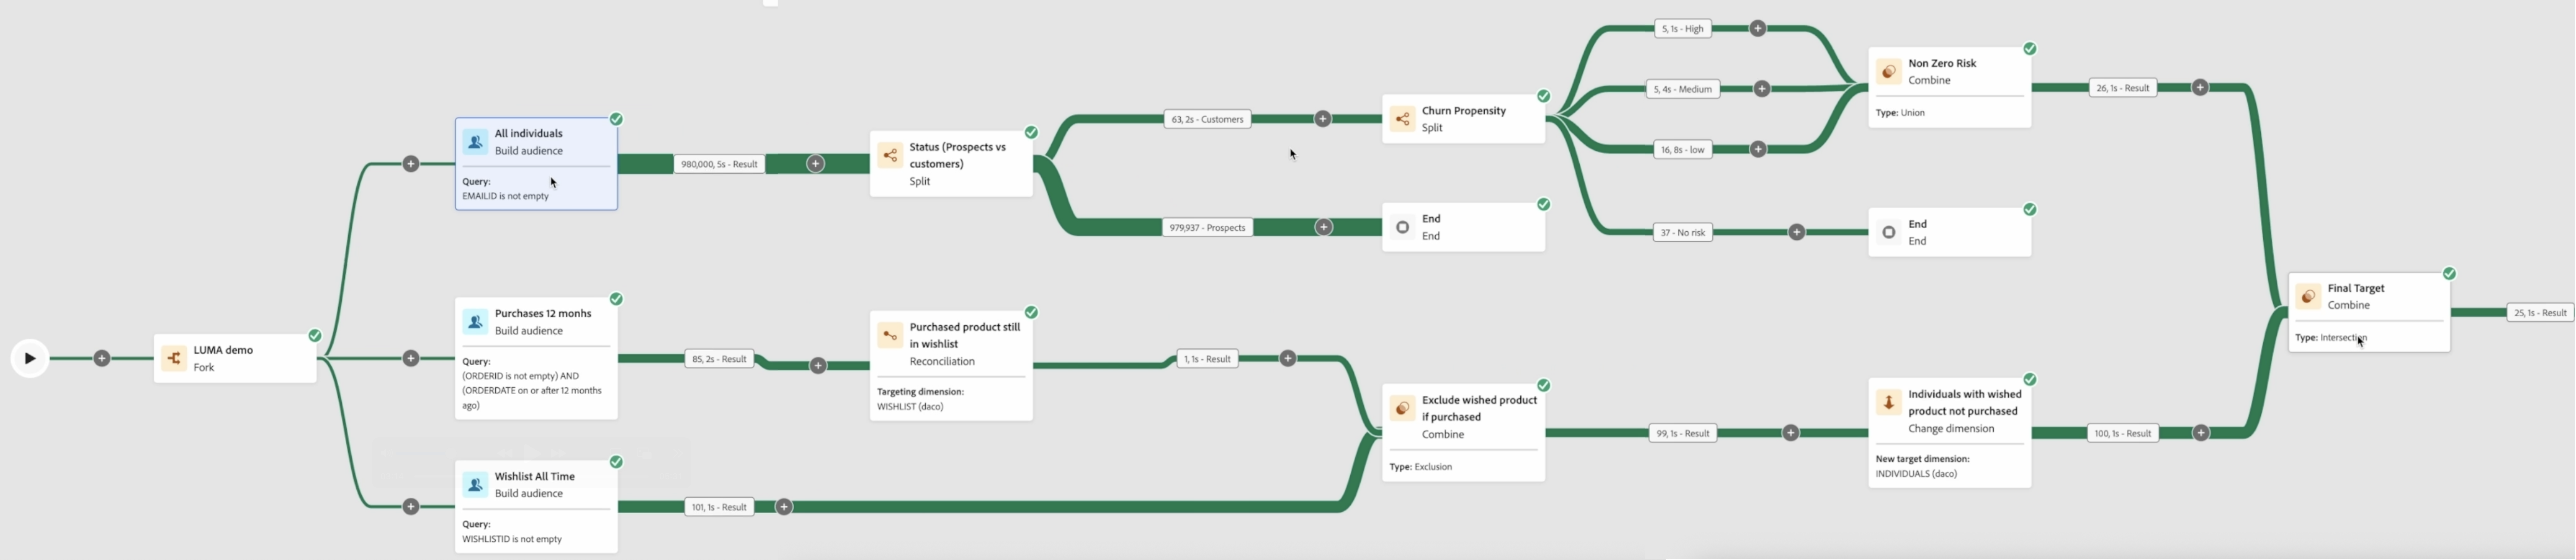 LUMA demo
Fork
All individuals
Build audience
Query:
EMAILID is not empty
980,000, 5s - Result
Status (Prospects vs
customers)
Split
63, 2s - Customers
979,937 - Prospects
Churn Propensity
Split
End
End
5, 1s - High
5, 4s - Medium
16, 8s - low
37 - No risk
Non Zero Risk
Combine
Type: Union
End
End
26, 1s - Result
Purchases 12 monhs
Build audience
Query:
(ORDERID is not empty) AND
(ORDERDATE on or after 12 months
ago)
85, 2s - Result
Purchased product still
in wishlist
Reconciliation
Targeting dimension:
WISHLIST (daco)
1, 1s - Result
Wishlist All Time
Build audience
Query:
WISHLISTID is not empty
101, 1s - Result
Exclude wished product
if purchased
Combine
Type: Exclusion
99, 1s - Result
Individuals with wished
product not purchased
Change dimension
New target dimension:
INDIVIDUALS (daco)
100, 1s - Result
Final Target
Combine
Type: Intersection
25, 1s - Result